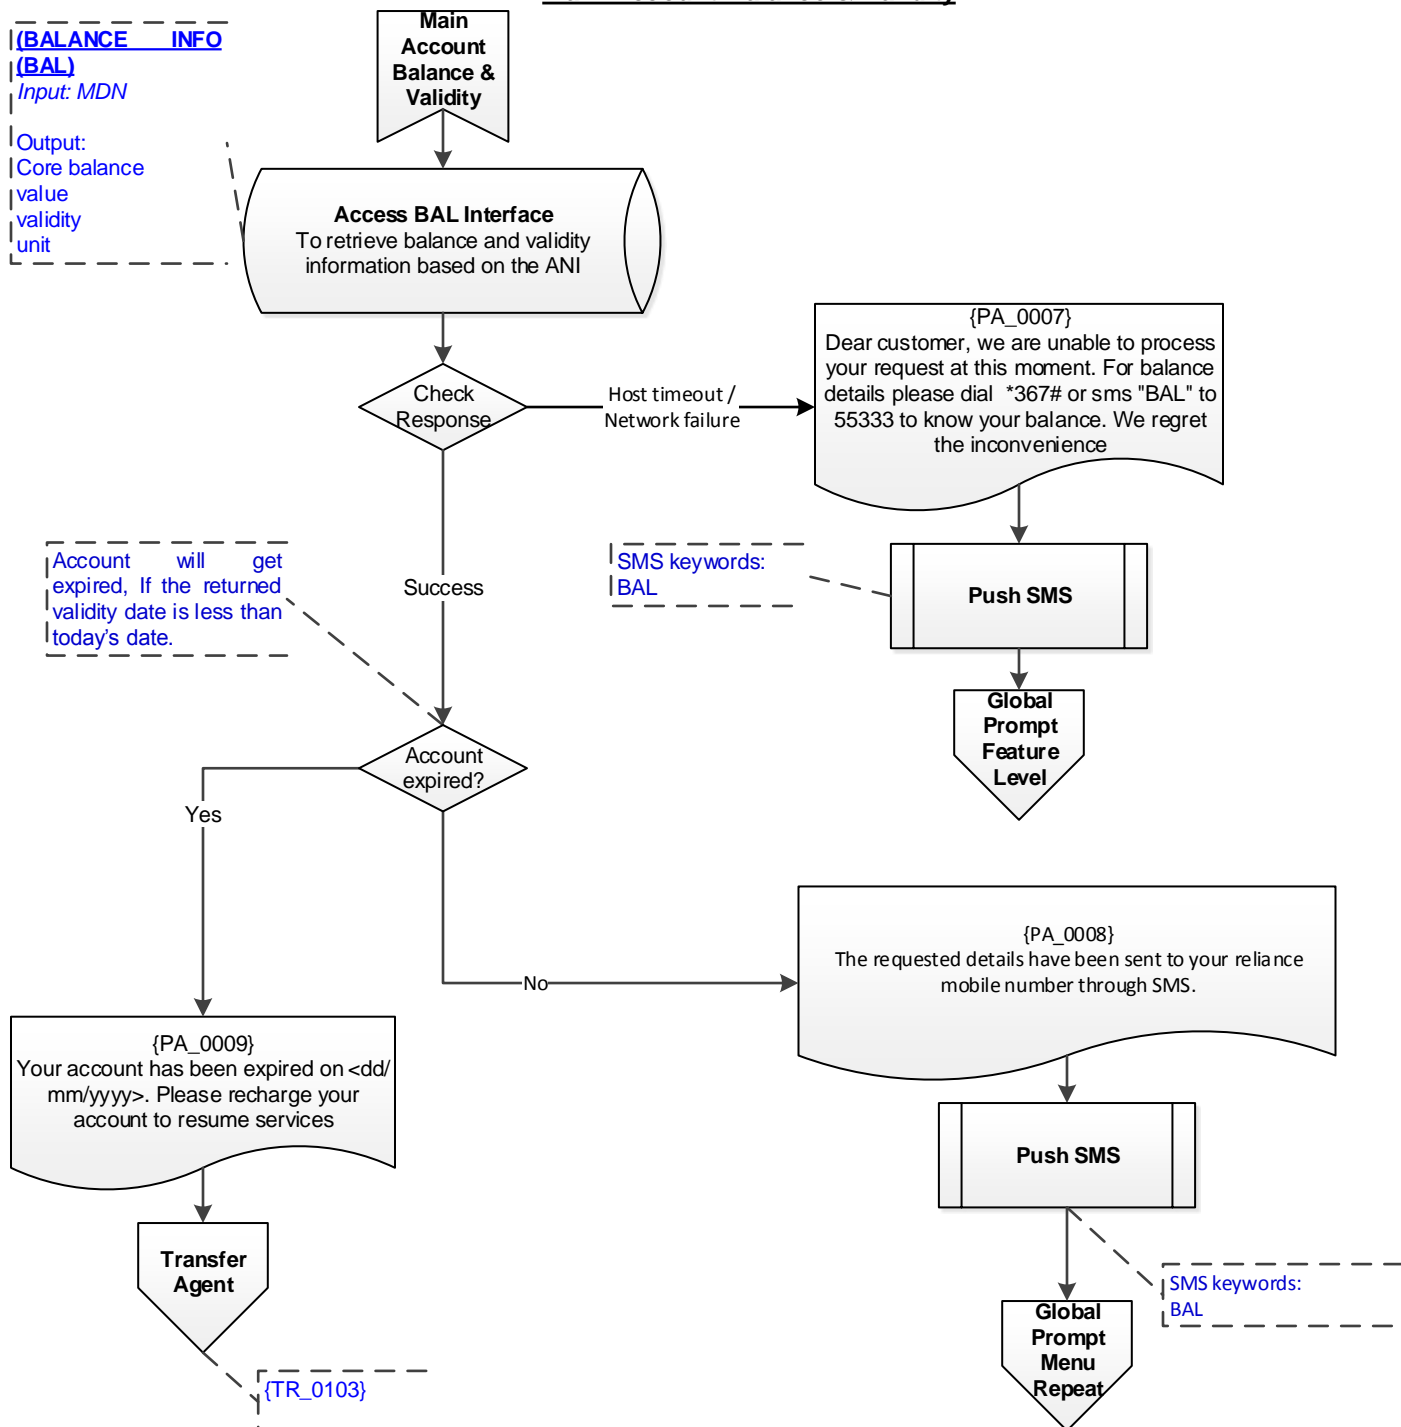 (BALANCE INFO
(BAL)
Input: MDN
Output:
Core balance
value
validity
unit
Main
Account
Balance &
Validity
Access BAL Interface
To retrieve balance and validity
information based on the ANI
Check
Response
Host timeout /
Network failure
{PA_0007}
Dear customer, we are unable to process
your request at this moment. For balance
details please dial *367# or sms "BAL" to
55333 to know your balance. We regret
the inconvenience
Account will get
expired, If the returned
validity date is less than
today's date.
Success
SMS keywords:
BAL
Push SMS
Global
Prompt
Feature
Level
Account
expired?
Yes
No
{PA_0008}
The requested details have been sent to your reliance
mobile number through SMS.
{PA_0009}
Your account has been expired on <dd/
mm/yyyy>. Please recharge your
account to resume services
Push SMS
Transfer
Agent
SMS keywords:
BAL
Global
Prompt
Menu
Repeat
{TR_0103}